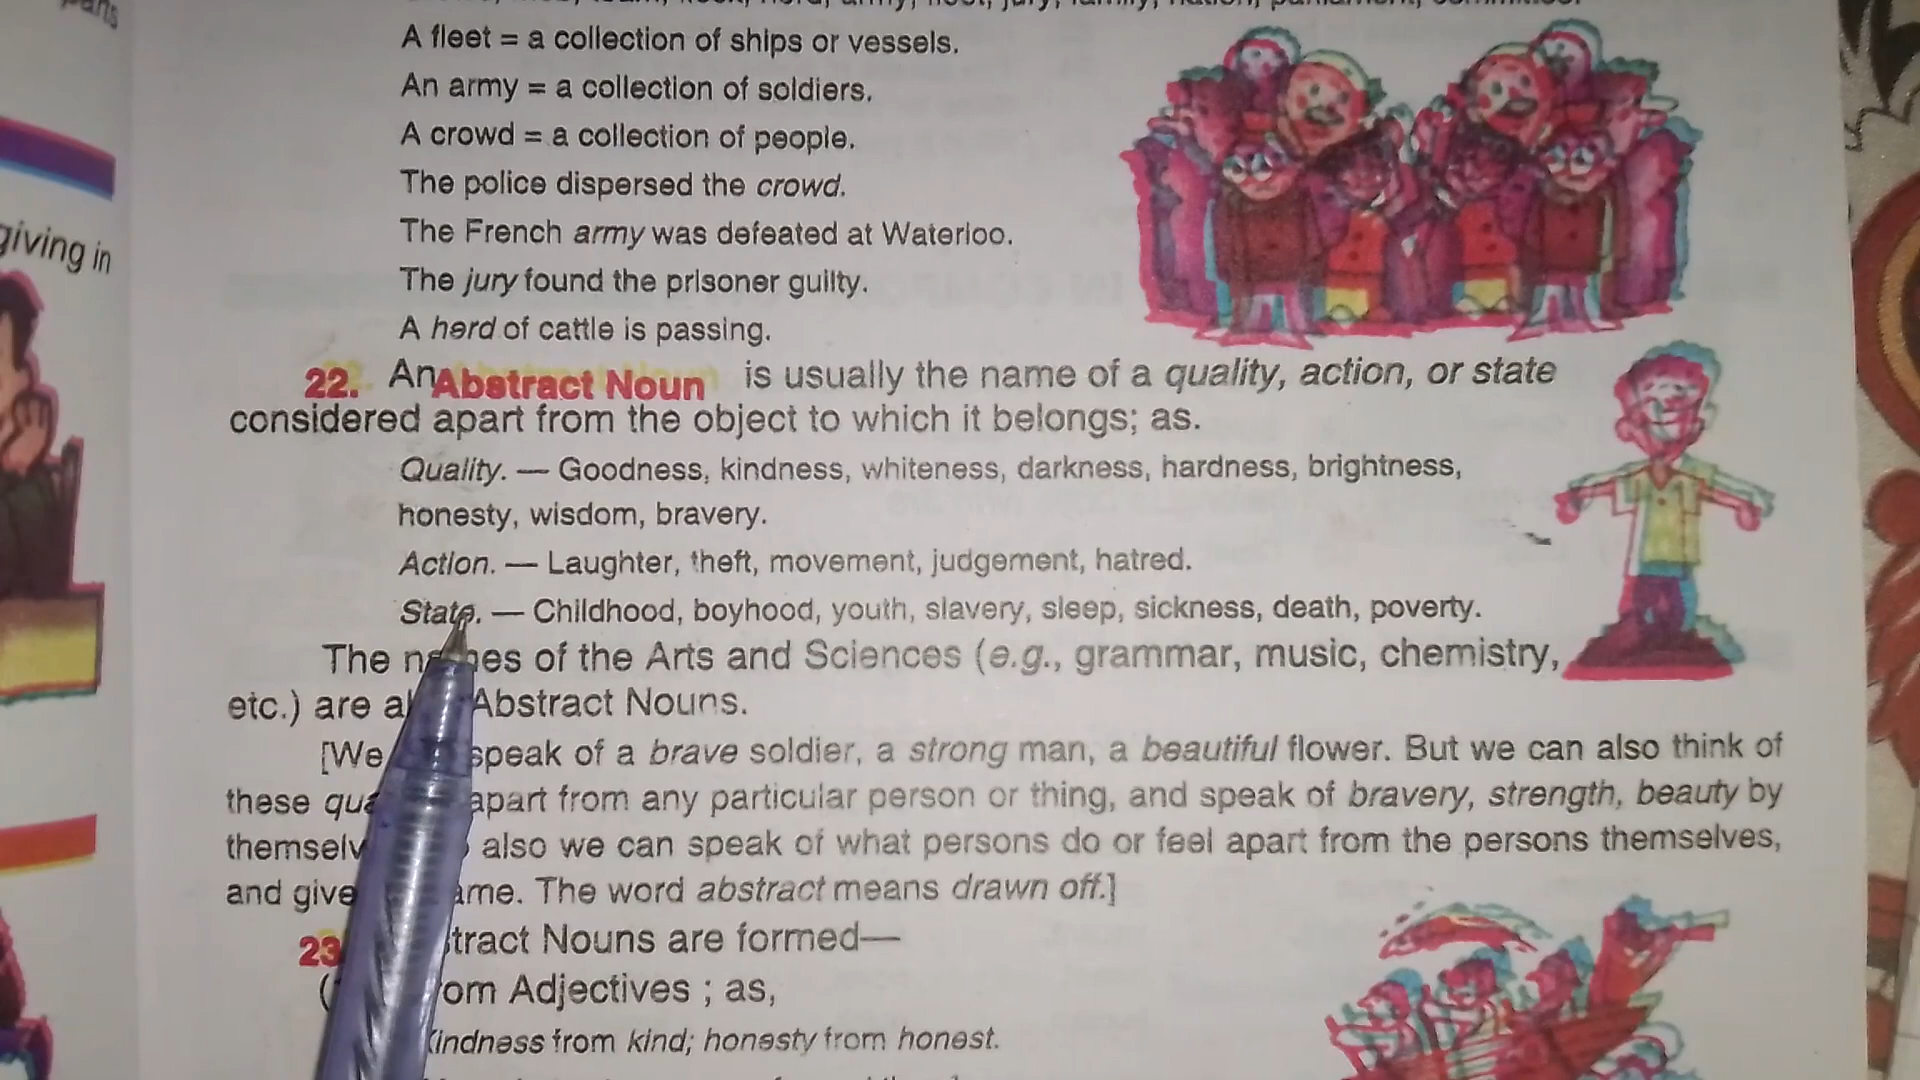 giving in
A fleet = a collection of ships or vessels.
An army = a collection of soldiers.
A crowd = a collection of people.
The police dispersed the crowd.
The French army was defeated at Waterloo.
The jury found the prisoner guilty.
A herd of cattle is passing.
22. An Abstract Noun is usually the name of a quality, action, or state
considered apart from the object to which it belongs; as.
Quality. — Goodness, kindness, whiteness, darkness, hardness, brightness,
honesty, wisdom, bravery.
Action. — Laughter, theft, movement, judgement, hatred.
State. — Childhood, boyhood, youth, slavery, sleep, sickness, death, poverty.
The names of the Arts and Sciences (e.g., grammar, music, chemistry,
etc.) are Abstract Nouns.
[We speak of a brave soldier, a strong man, a beautiful flower. But we can also think of
these apart from any particular person or thing, and speak of bravery, strength, beauty by
also we can speak of what persons do or feel apart from the persons themselves,
and give. The word abstract means drawn off.]
23 Nouns are formed—
Adjectives ; as,
Kindness from kind; honesty from honest.